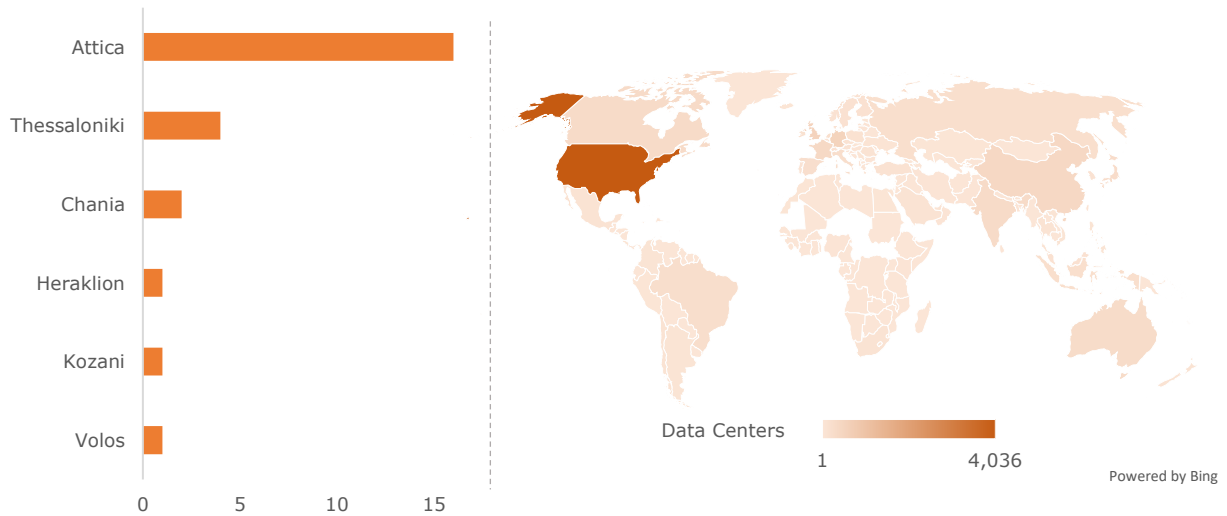 Attica
Thessaloniki
Chania
Heraklion
Kozani
Volos
0 5 10 15
Data Centers
1 4,036
Powered by Bing